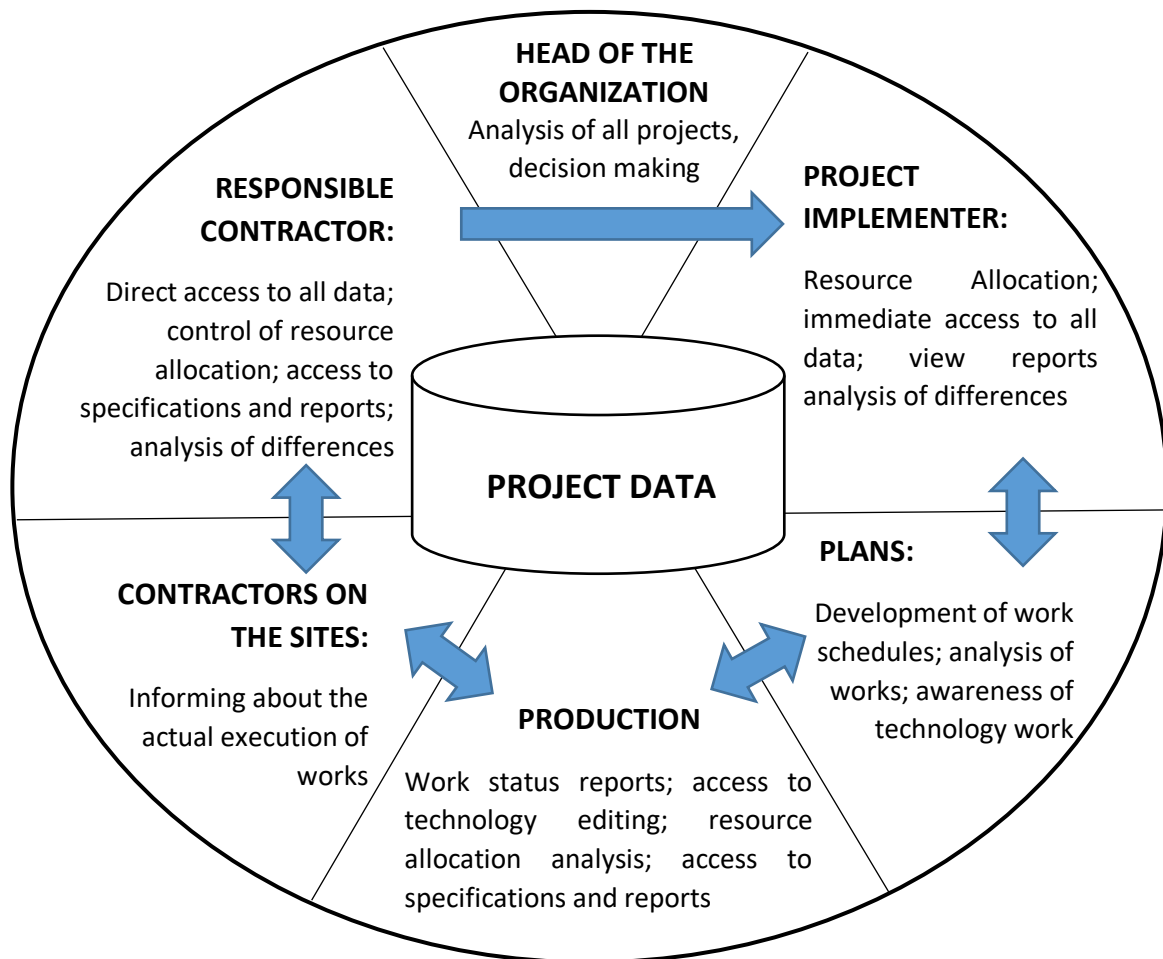 HEAD OF THE
ORGANIZATION
Analysis of all projects,
decision making
RESPONSIBLE
CONTRACTOR:
Direct access to all data;
control of resource
allocation; access to
specifications and reports;
analysis of differences
PROJECT
IMPLEMENTER:
Resource Allocation;
immediate access to all
data; view reports
analysis of differences
PROJECT DATA
CONTRACTORS ON
THE SITES:
Informing about the
actual execution of
works
PRODUCTION
Work status reports; access to
technology editing; resource
allocation analysis; access to
specifications and reports
PLANS:
Development of work
schedules; analysis of
works; awareness of
technology work